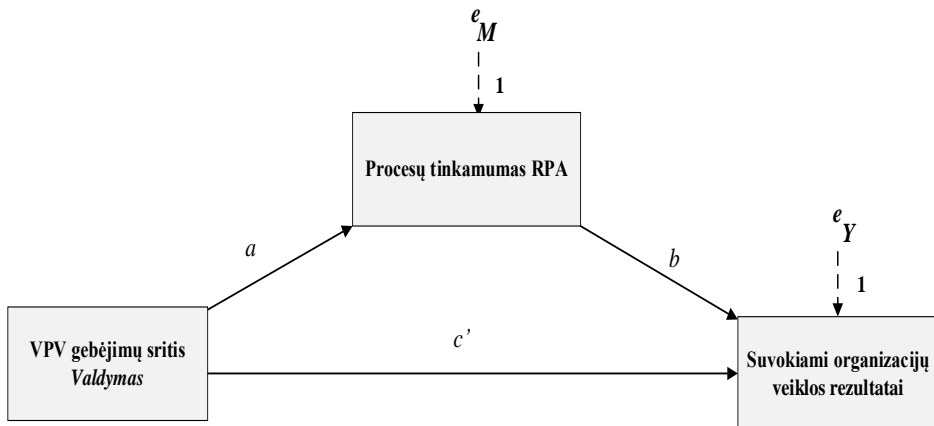 e
M
1
Procesų tinkamumas RPA
e
Y
1
a
b
VPV gebėjimų sritis
Valdymas
c’
Suvokiami organizacijų
veiklos rezultatai